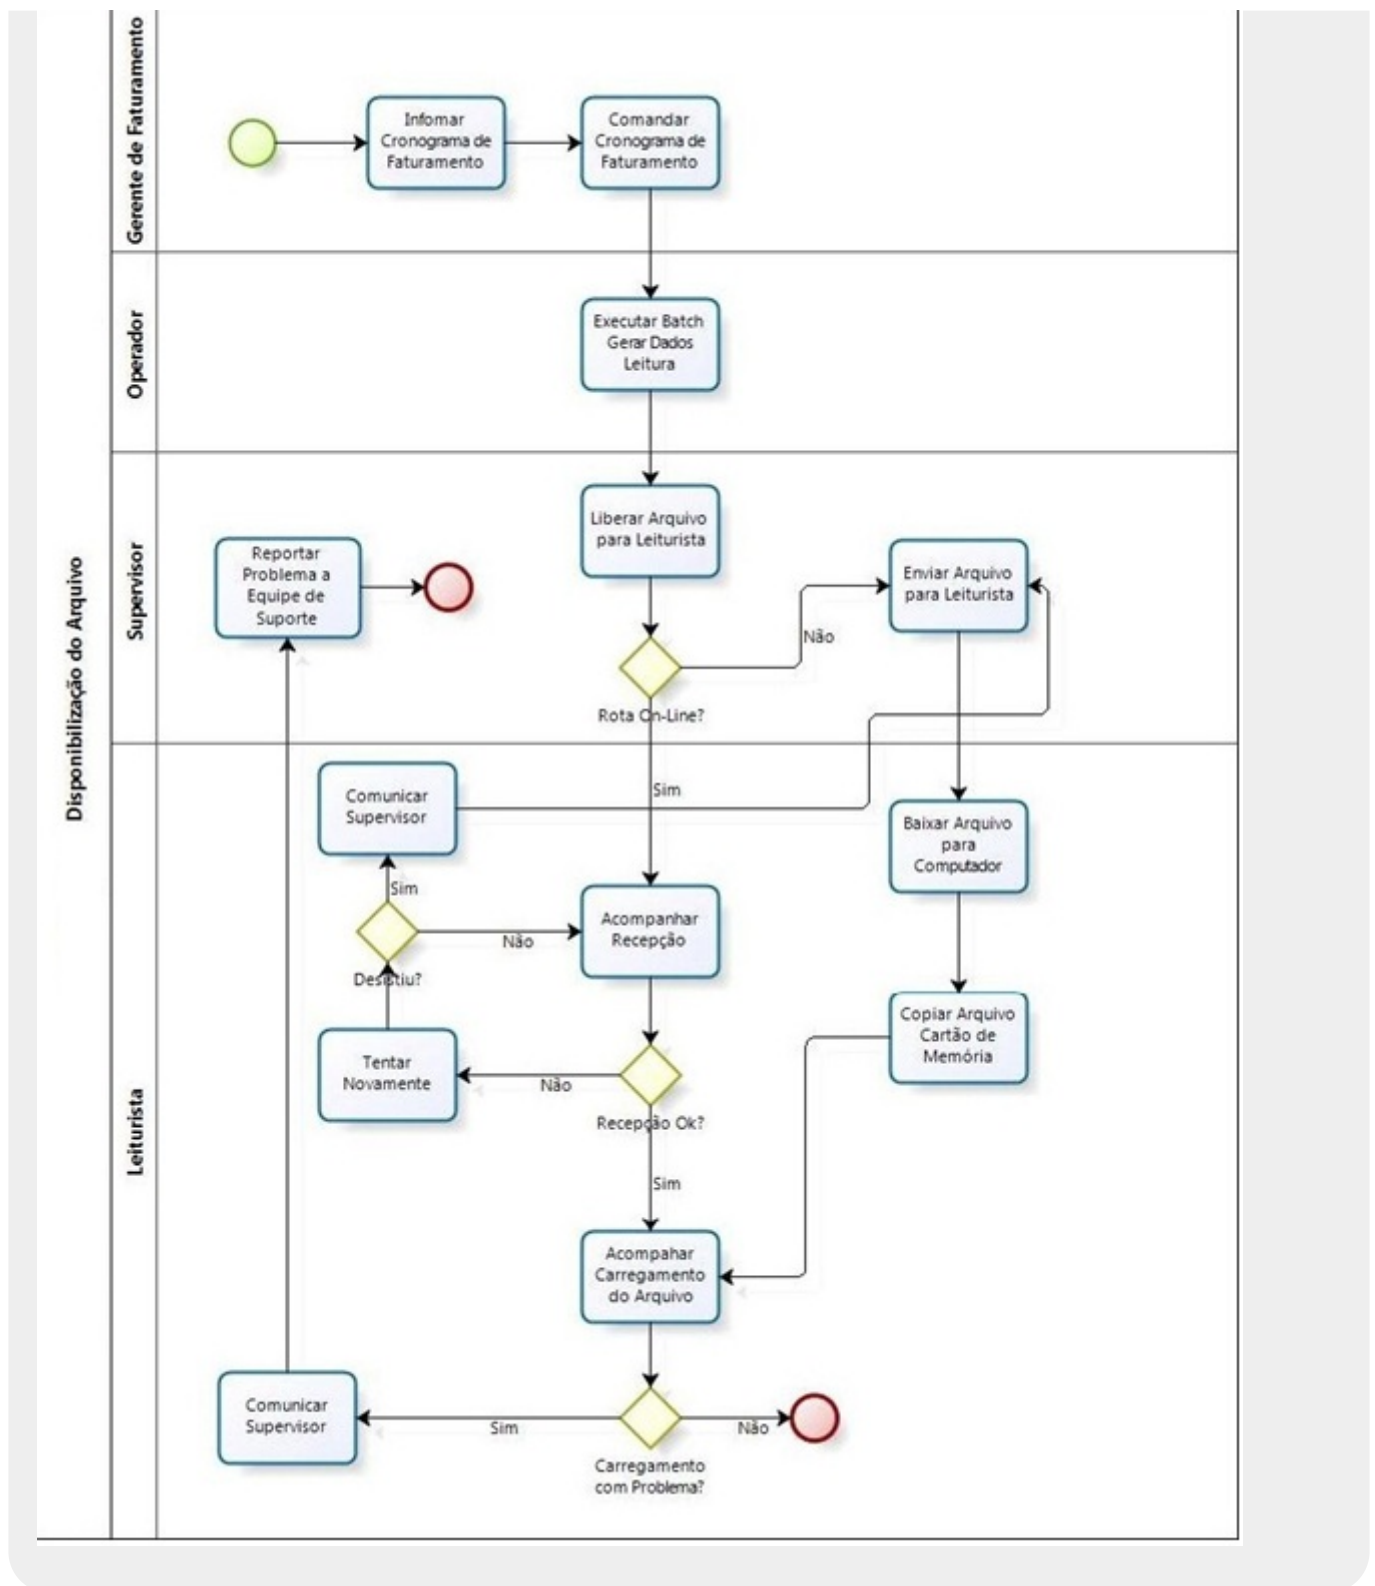 Disponibilização do Arquivo
Gerente de Faturamento
Infomar
Cronograma de
Faturamento
Comandar
Cronograma de
Faturamento
Operador
Executar Batch
Gerar Dados
Leitura
Supervisor
Liberar Arquivo
para Leiturista
Reportar
Problema a
Equipe de
Suporte
Enviar Arquivo
para Leiturista
Não
Rota On-Line?
Leiturista
Sim
Comunicar
Supervisor
Baixar Arquivo
para
Computador
Sim
Acompanhar
Recepção
Não
Desistiu?
Copiar Arquivo
Cartão de
Memória
Tentar
Novamente
Não
Recepção Ok?
Sim
Acompahar
Carregamento
do Arquivo
Comunicar
Supervisor
Sim
Não
Carregamento
com Problema?